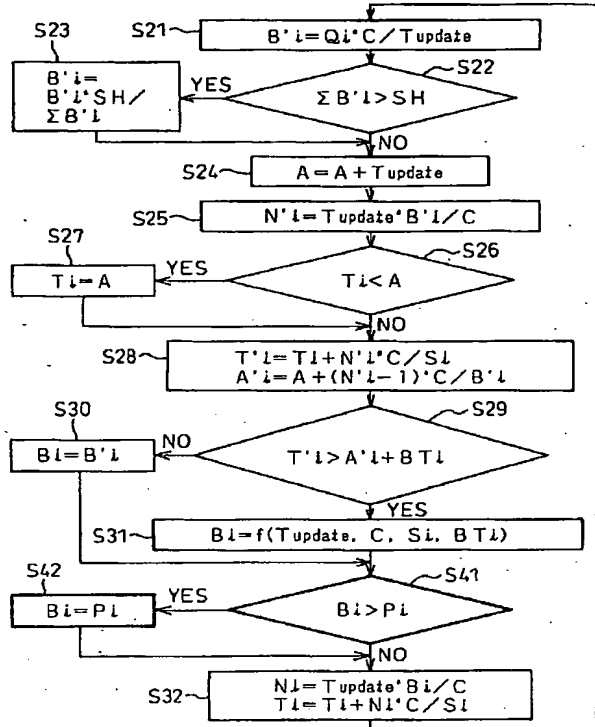 S21
B'i=Qi*C/Tupdate
S23
B'i=
B'i*SH/
ΣB'i
YES
S22
ΣB'i>SH
NO
S24
A=A+Tupdate
S25
N'i=Tupdate*B'i/C
S27
Ti=A
YES
S26
Ti<A
NO
S28
T'i=Ti+N'i*C/Si
A'i=A+(N'i-1)*C/B'i
S30
Bi=B'i
NO
S29
T'i>A'i+BTi
YES
S31
Bi=f(Tupdate, C, Si, BTi)
S42
Bi=Pi
YES
S41
Bi>Pi
NO
S32
Ni=Tupdate*Bi/C
Ti=Ti+Ni*C/Si